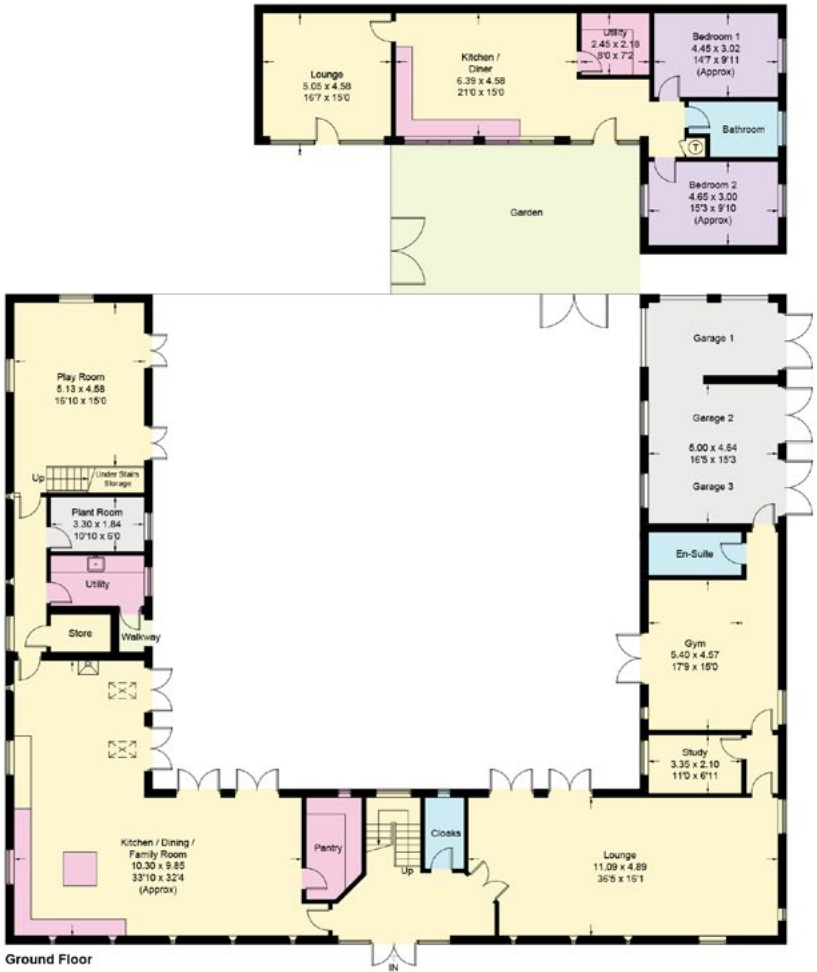 Lounge
5.05 x 4.58
16'7 x 15'0
Kitchen /
Diner
6.39 x 4.58
21'0 x 15'0
Utility
2.45 x 2.18
8'0 x 7'2
Bedroom 1
4.45 x 3.02
14'7 x 9'11
(Approx)
Bathroom
T
Bedroom 2
4.65 x 3.00
15'3 x 9'10
(Approx)
Garden
Play Room
5.13 x 4.58
16'10 x 15'0
Up
Under Stairs
Storage
Plant Room
3.30 x 1.84
10'10 x 6'0
Utility
Store
Walkway
Garage 1
Garage 2
5.00 x 4.64
16'5 x 15'3
Garage 3
En-Suite
Gym
5.40 x 4.57
17'9 x 15'0
Study
3.35 x 2.10
11'0 x 6'11
Kitchen / Dining /
Family Room
10.30 x 9.85
33'10 x 32'4
(Approx)
Pantry
Up
Cloaks
Lounge
11.09 x 4.89
36'5 x 16'1
Ground Floor
IN